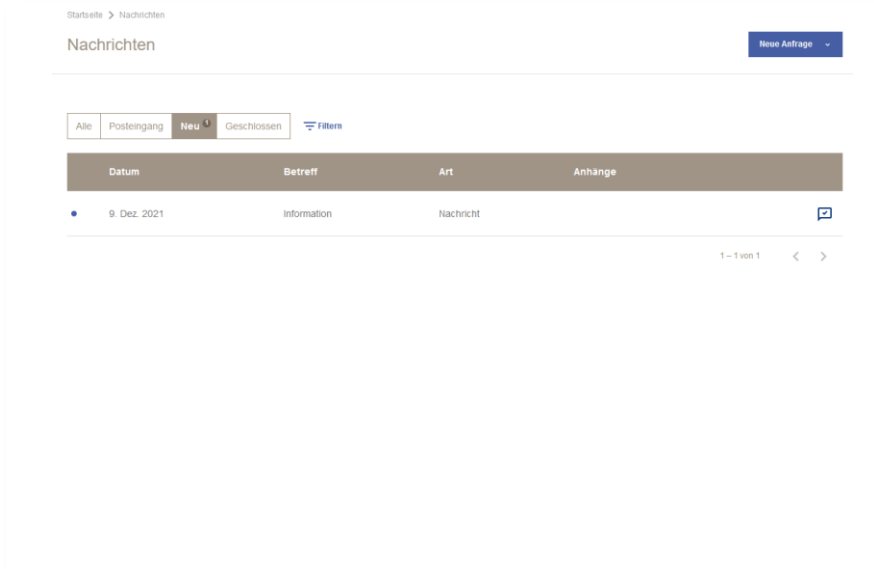 Startseite > Nachrichten
Nachrichten
Neue Anfrage
Alle Posteingang Neu 1 Geschlossen Filtern
Datum Betreff Art Anhänge
9. Dez. 2021 Information Nachricht
1 – 1 von 1